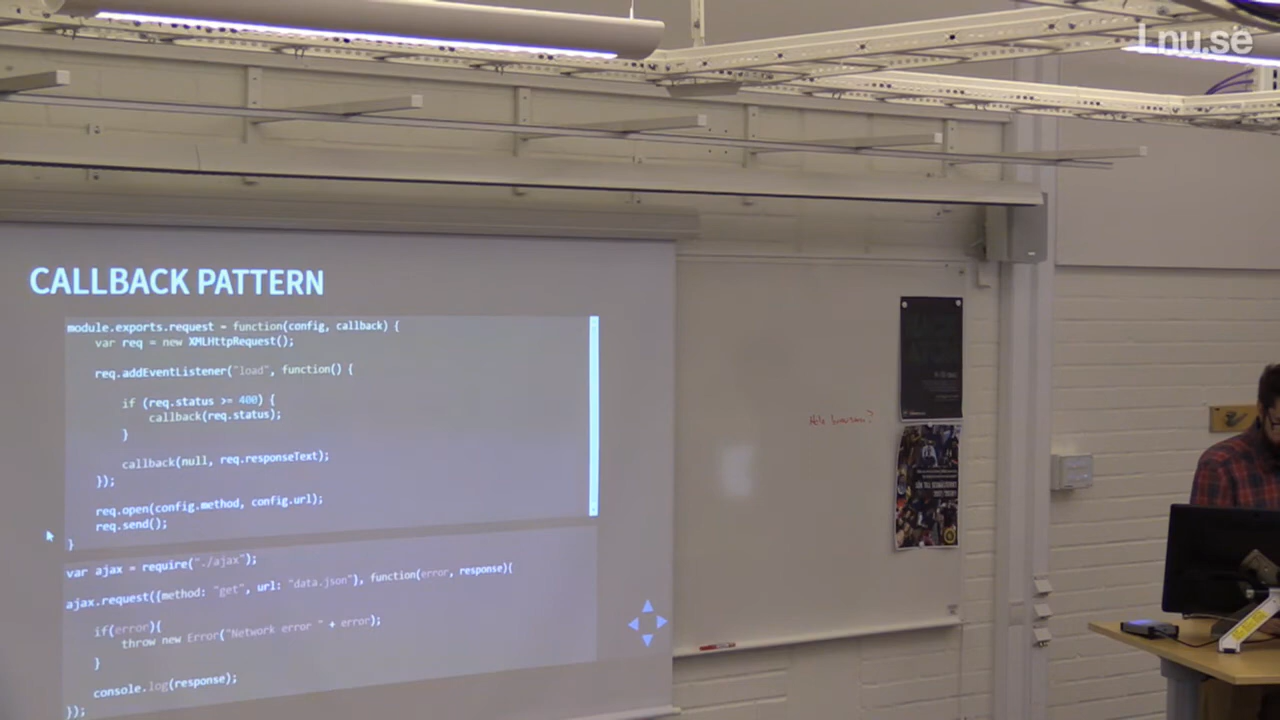 Lnu.se
CALLBACK PATTERN
module.exports.request = function(config, callback) {
var req = new XMLHttpRequest();
req.addEventListener("load", function() {
if (req.status >= 400) {
callback(req.status);
}
callback(null, req.responseText);
});
req.open(config.method, config.url);
req.send();
}
var ajax = require("./ajax");
ajax.request({method: "get", url: "data.json"}, function(error, response){
if(error){
throw new Error("Network error " + error);
}
console.log(response);
});